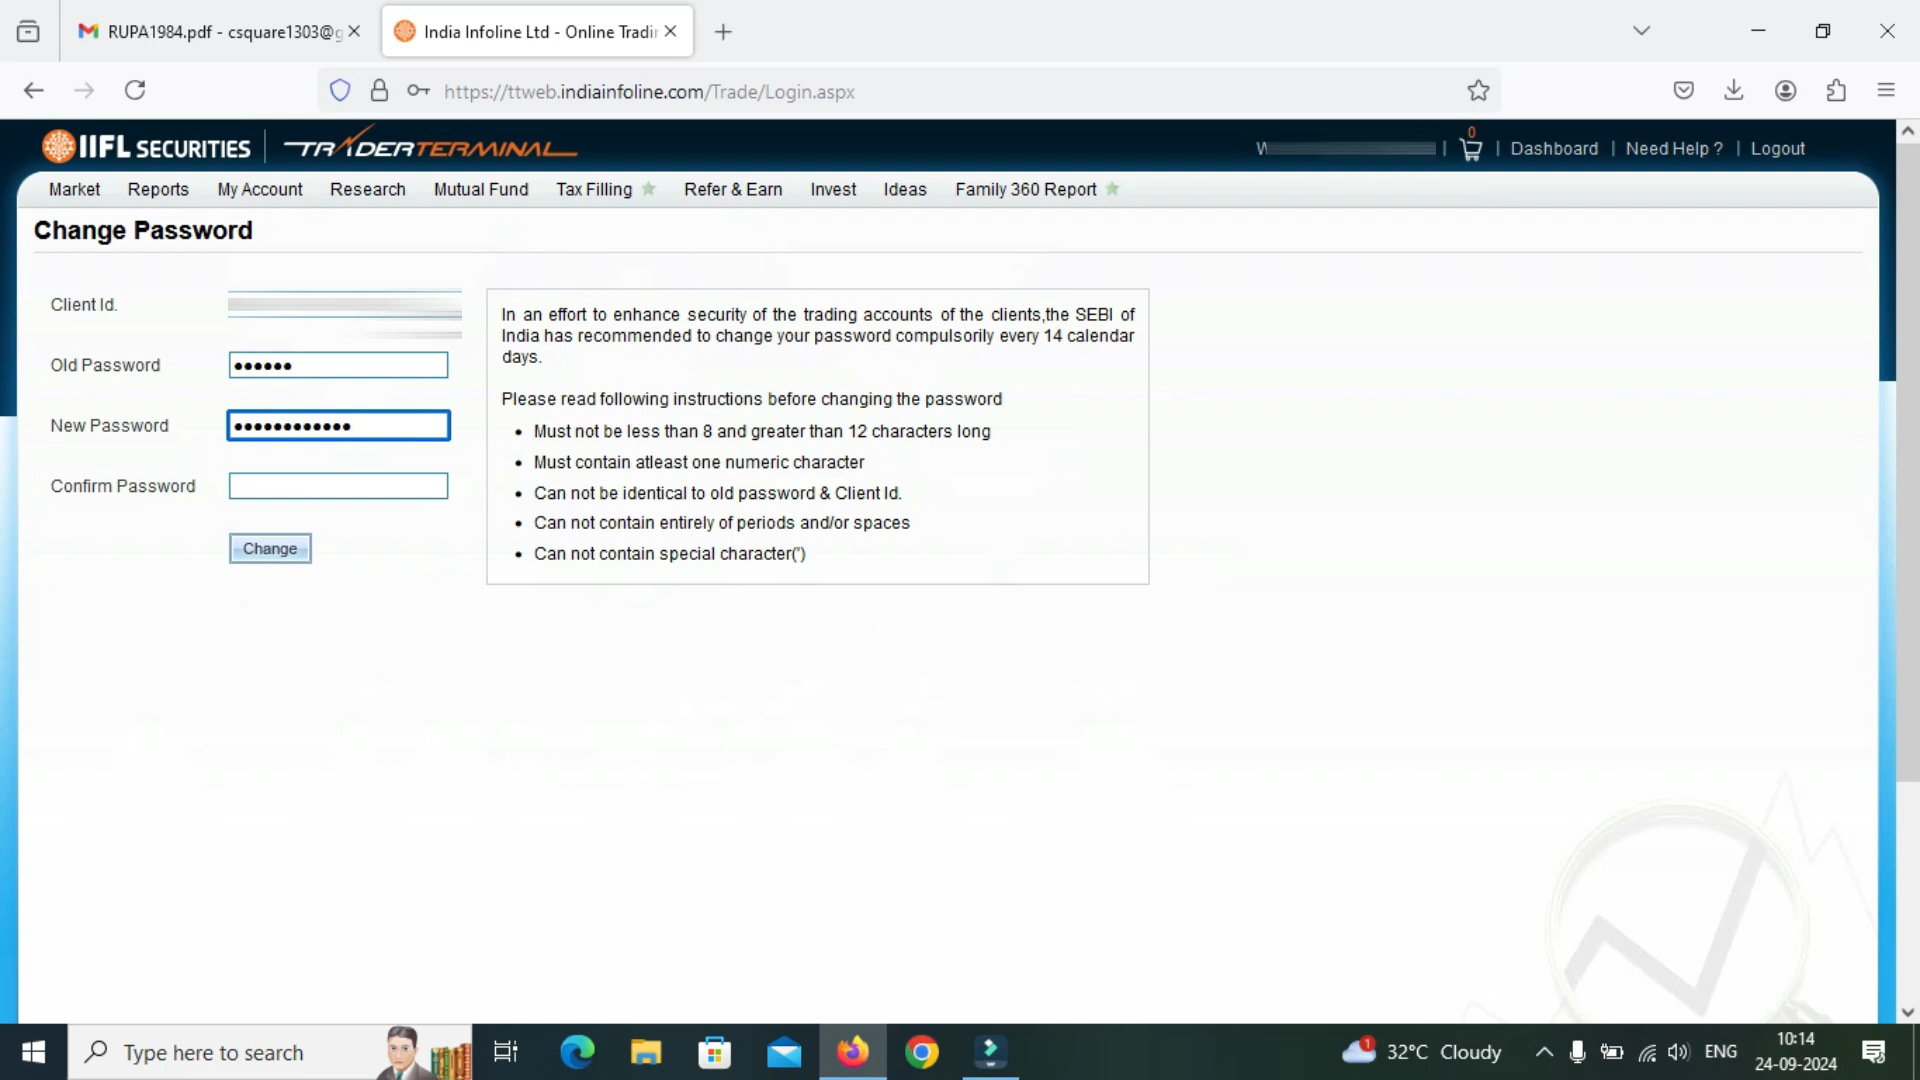 RUPA1984.pdf - csquare1303@g
India Infoline Ltd - Online Tradin
https://ttweb.indiainfoline.com/Trade/Login.aspx
IIFL SECURITIES | TRADERTERMINAL
W | 0 | Dashboard | Need Help ? | Logout
Market Reports My Account Research Mutual Fund Tax Filling Refer & Earn Invest Ideas Family 360 Report
Change Password
Client Id.
Old Password ••••••
New Password ••••••••••••
Confirm Password
Change
In an effort to enhance security of the trading accounts of the clients,the SEBI of
India has recommended to change your password compulsorily every 14 calendar
days.
Please read following instructions before changing the password
• Must not be less than 8 and greater than 12 characters long
• Must contain atleast one numeric character
• Can not be identical to old password & Client Id.
• Can not contain entirely of periods and/or spaces
• Can not contain special character(')
Type here to search
1
32°C Cloudy
ENG
10:14
24-09-2024